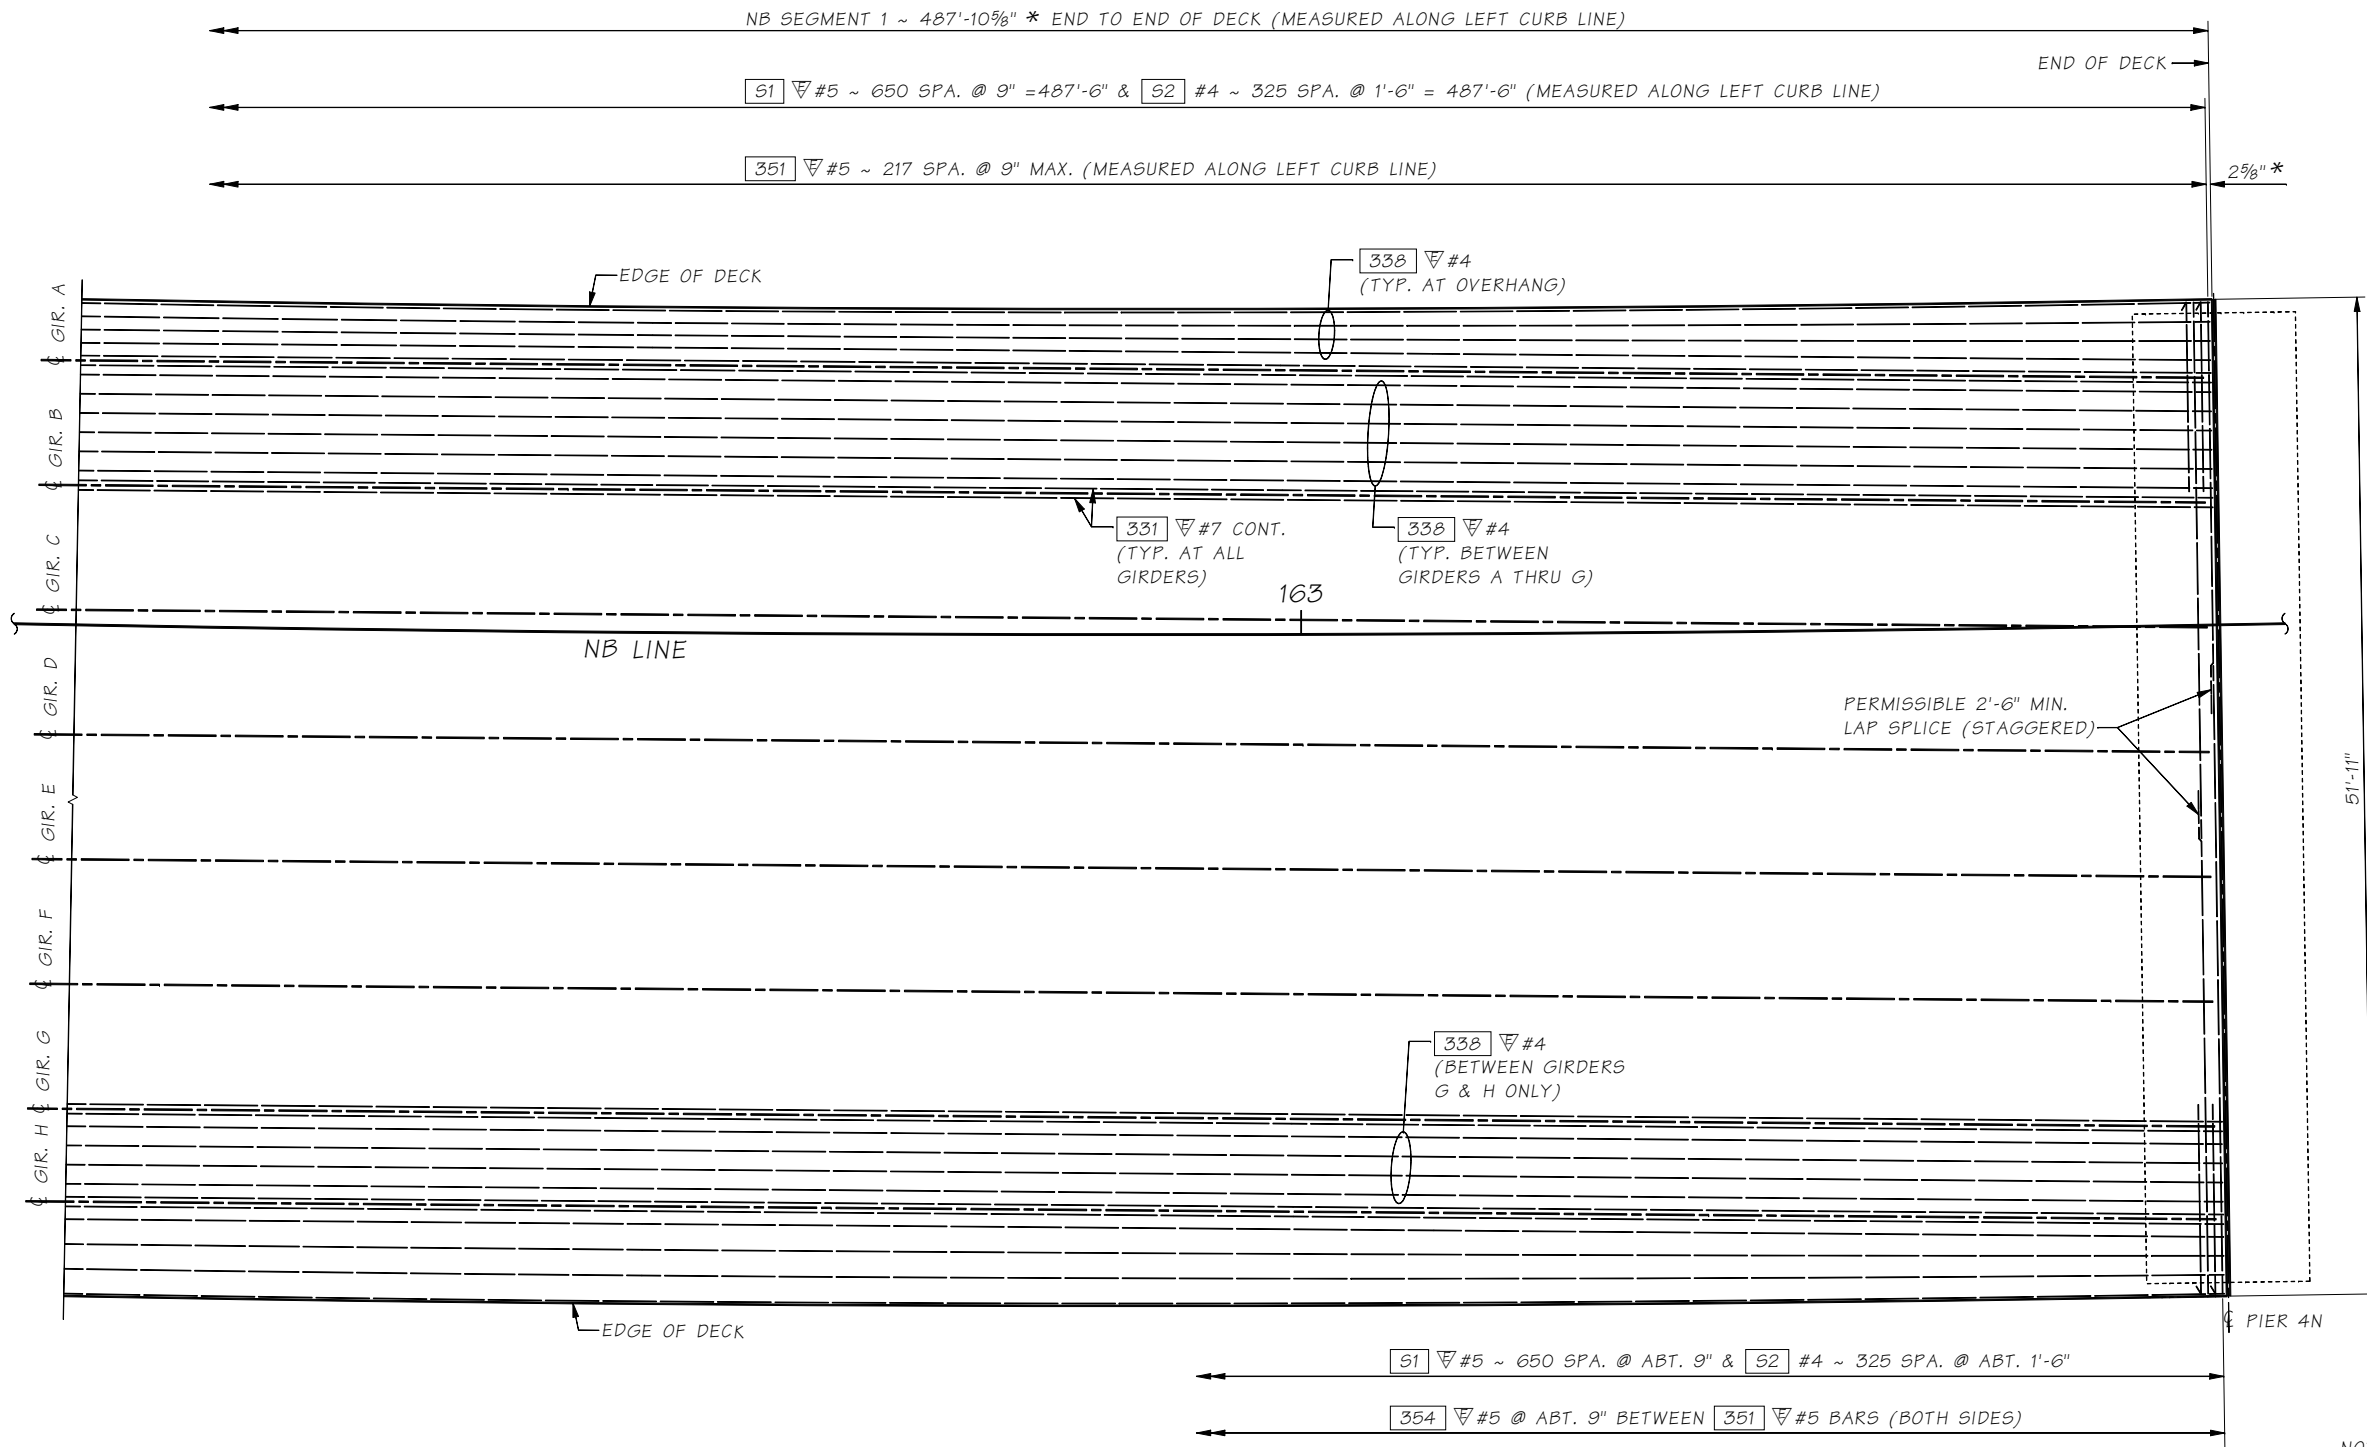 NB SEGMENT 1 ~ 487'-10⅝" * END TO END OF DECK (MEASURED ALONG LEFT CURB LINE)
END OF DECK
S1 E #5 ~ 650 SPA. @ 9" =487'-6" & S2 #4 ~ 325 SPA. @ 1'-6" = 487'-6" (MEASURED ALONG LEFT CURB LINE)
351 E #5 ~ 217 SPA. @ 9" MAX. (MEASURED ALONG LEFT CURB LINE)
2⅝" *
338 E #4
(TYP. AT OVERHANG)
EDGE OF DECK
℄ GIR. A
℄ GIR. B
℄ GIR. C
℄ GIR. D
℄ GIR. E
℄ GIR. F
℄ GIR. G
℄ GIR. H
331 E #7 CONT.
(TYP. AT ALL
GIRDERS)
338 E #4
(TYP. BETWEEN
GIRDERS A THRU G)
163
NB LINE
PERMISSIBLE 2'-6" MIN.
LAP SPLICE (STAGGERED)
51'-11"
338 E #4
(BETWEEN GIRDERS
G & H ONLY)
EDGE OF DECK
℄ PIER 4N
S1 E #5 ~ 650 SPA. @ ABT. 9" & S2 #4 ~ 325 SPA. @ ABT. 1'-6"
354 E #5 @ ABT. 9" BETWEEN 351 E #5 BARS (BOTH SIDES)